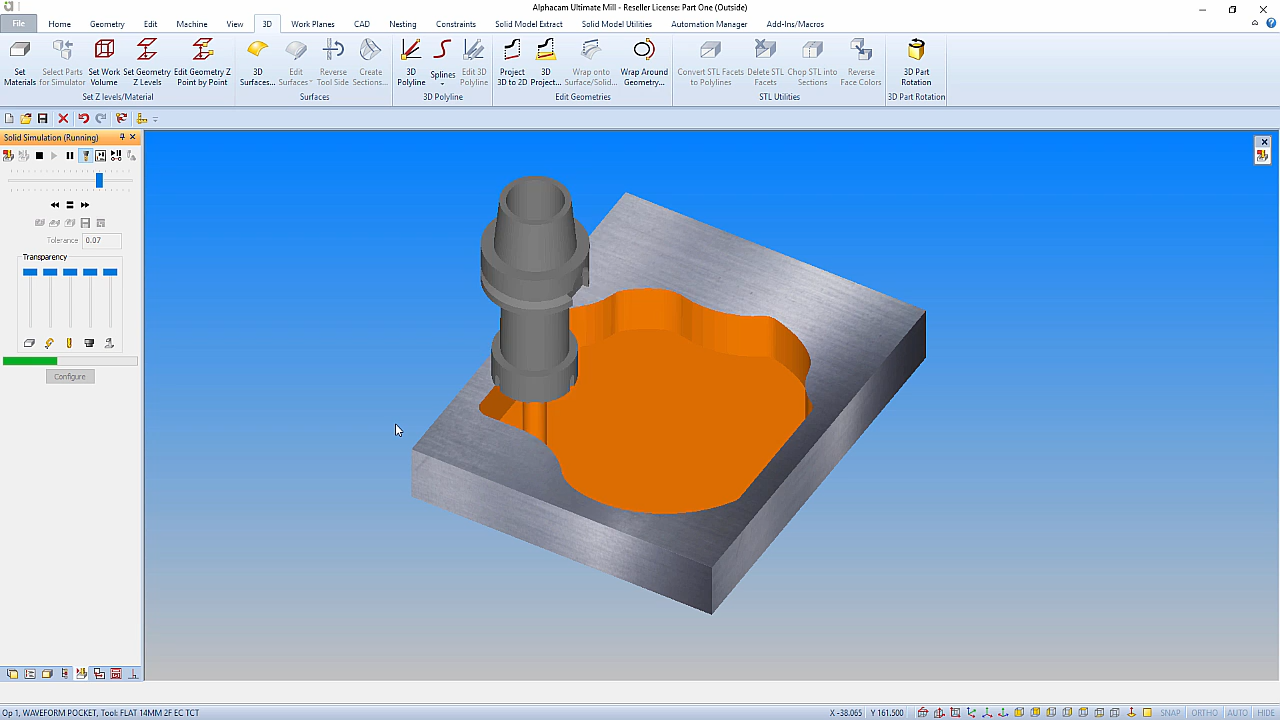 Alphacam Ultimate Mill - Reseller License: Part One (Outside)
File Home Geometry Edit Machine View 3D Work Planes CAD Nesting Constraints Solid Model Extract Solid Model Utilities Automation Manager Add-Ins/Macros
Set Materials
Select Parts for Simulator
Set Work Volume
Set Geometry Z Levels
Edit Geometry Z Point by Point
3D Surfaces...
Edit Surfaces
Reverse Tool Side
Create Sections...
3D Polyline
Splines
Edit 3D Polyline
Project 3D to 2D
3D Project...
Wrap onto Surface/Solid...
Wrap Around Geometry...
Convert STL Facets to Polylines
Delete STL Facets
Chop STL into Sections
Reverse Face Colors
3D Part Rotation
Set Z levels/Material Surfaces 3D Polyline Edit Geometries STL Utilities 3D Part Rotation
Solid Simulation (Running)
Tolerance 0.07
Transparency
Configure
Op 1, WAVEFORM POCKET, Tool: FLAT 14MM 2F EC TCT X -38.065 Y 161.500 SNAP ORTHO AUTO HIDE